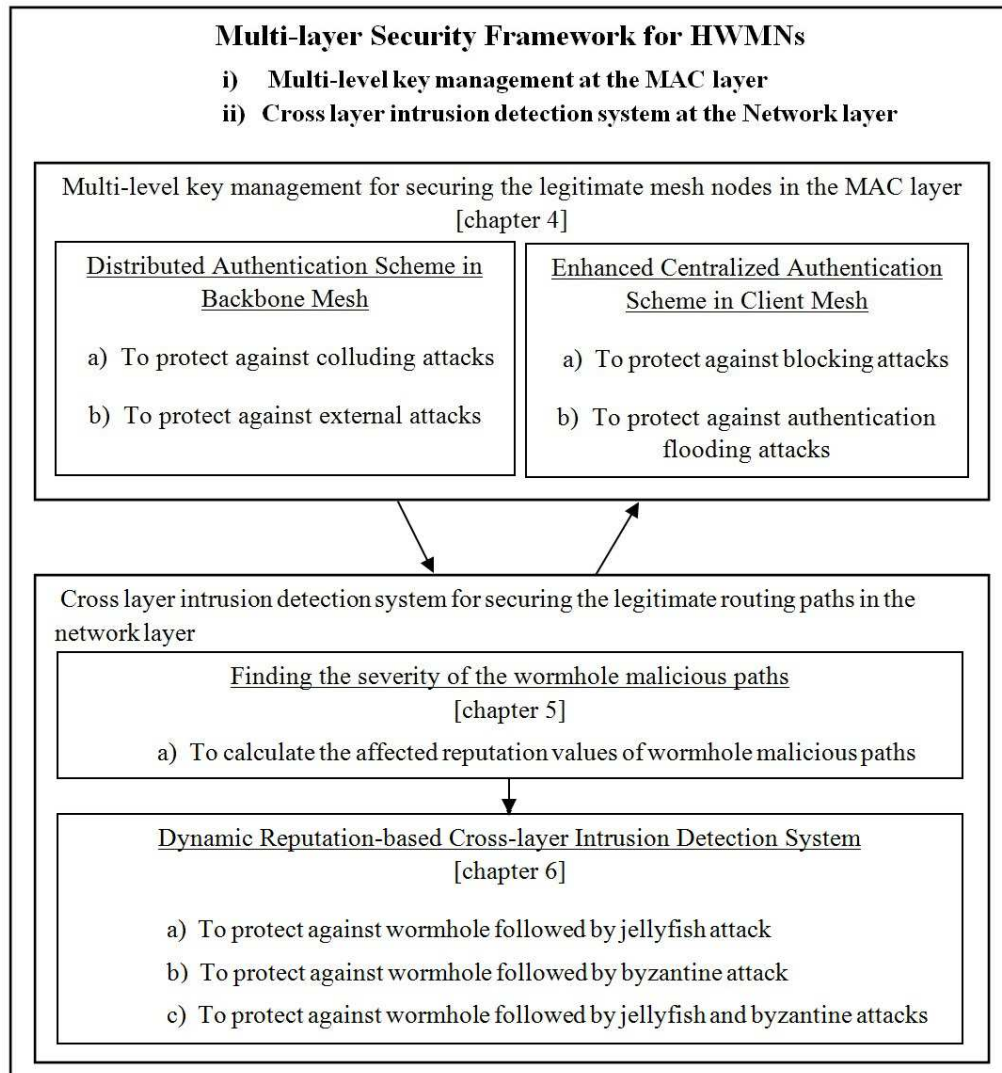 Multi-layer Security Framework for HWMNs
i) Multi-level key management at the MAC layer
ii) Cross layer intrusion detection system at the Network layer
Multi-level key management for securing the legitimate mesh nodes in the MAC layer
[chapter 4]
Distributed Authentication Scheme in
Backbone Mesh
a) To protect against colluding attacks
b) To protect against external attacks
Enhanced Centralized Authentication
Scheme in Client Mesh
a) To protect against blocking attacks
b) To protect against authentication
flooding attacks
Cross layer intrusion detection system for securing the legitimate routing paths in the
network layer
Finding the severity of the wormhole malicious paths
[chapter 5]
a) To calculate the affected reputation values of wormhole malicious paths
Dynamic Reputation-based Cross-layer Intrusion Detection System
[chapter 6]
a) To protect against wormhole followed by jellyfish attack
b) To protect against wormhole followed by byzantine attack
c) To protect against wormhole followed by jellyfish and byzantine attacks